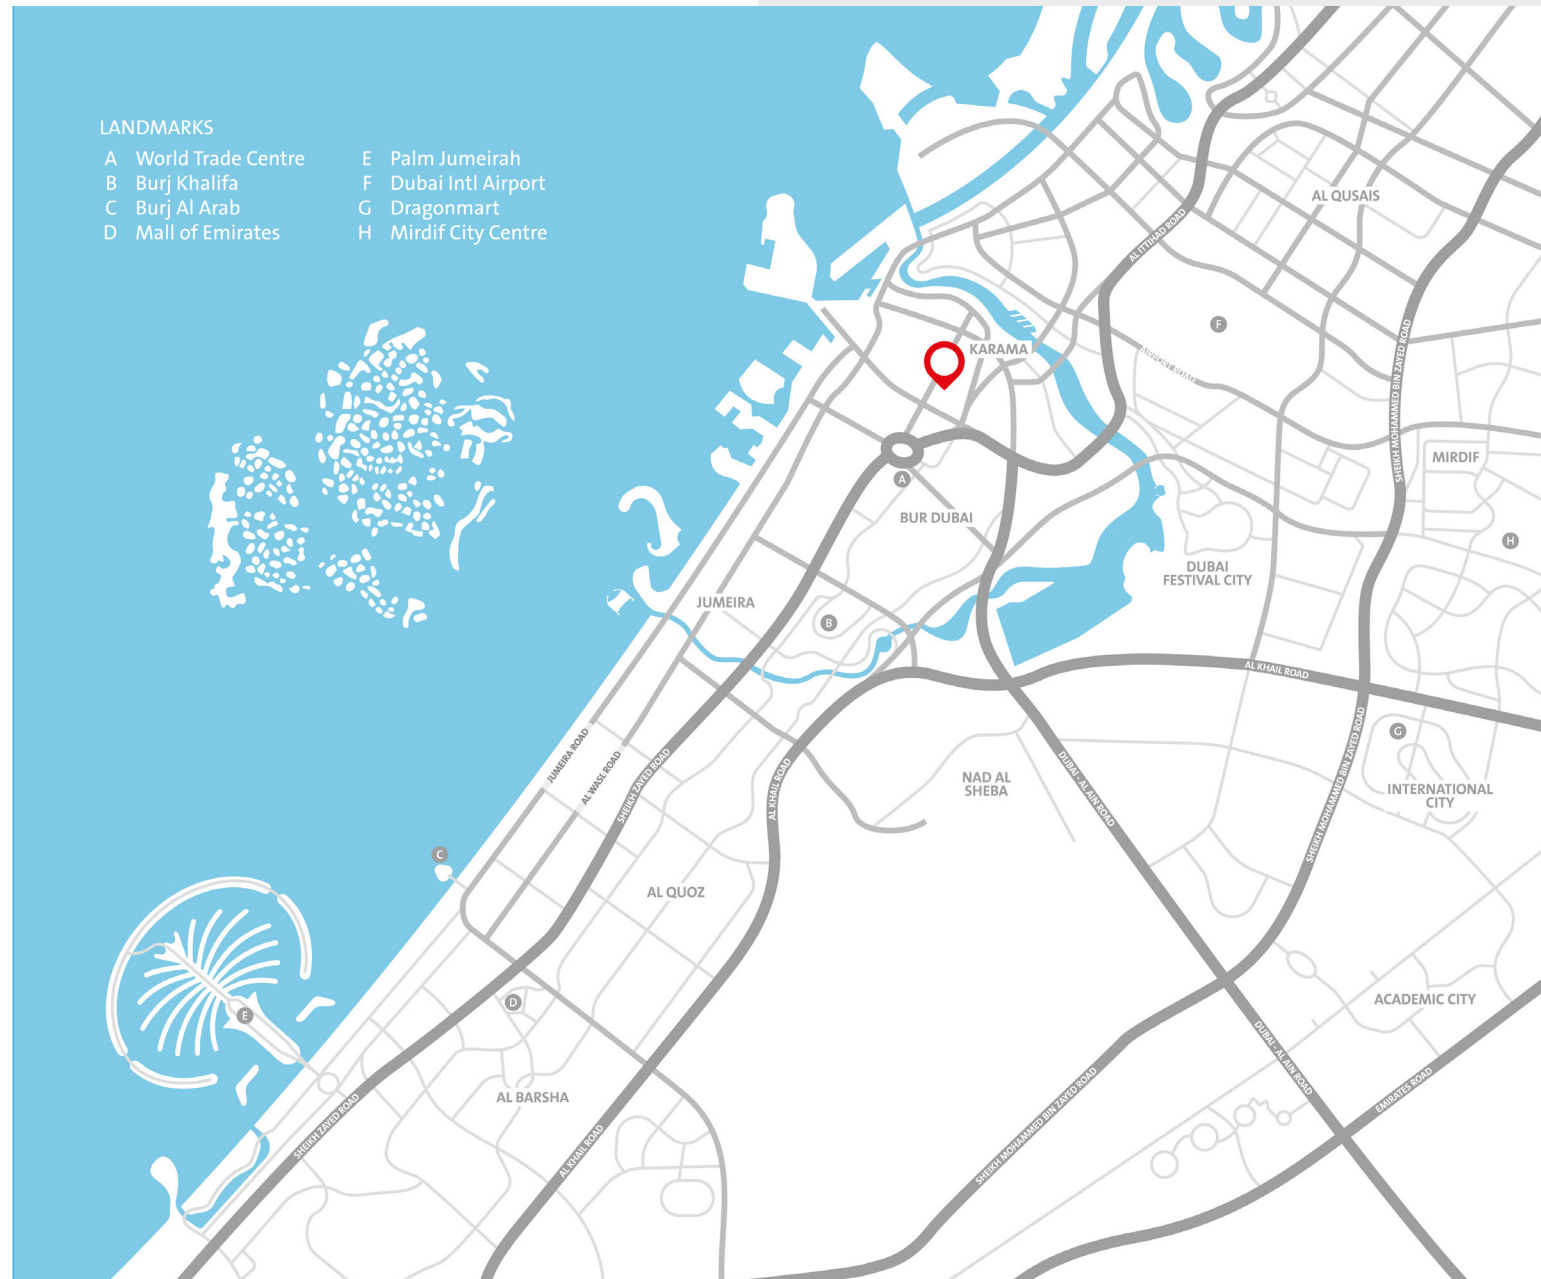 LANDMARKS
A World Trade Centre
B Burj Khalifa
C Burj Al Arab
D Mall of Emirates
E Palm Jumeirah
F Dubai Intl Airport
G Dragonmart
H Mirdif City Centre
AL QUSAIS
AL ITTIHAD ROAD
F
KARAMA
AIRPORT ROAD
SHEIKH MOHAMMED BIN ZAYED ROAD
MIRDIF
A
BUR DUBAI
H
DUBAI
FESTIVAL CITY
JUMEIRA
B
AL KHAIL ROAD
G
JUMEIRA ROAD
AL WASL ROAD
SHEIKH ZAYED ROAD
AL KHAIL ROAD
NAD AL
SHEBA
DUBAI - AL AIN ROAD
SHEIKH MOHAMMED BIN ZAYED ROAD
INTERNATIONAL
CITY
C
AL QUOZ
D
E
ACADEMIC CITY
DUBAI - AL AIN ROAD
AL BARSHA
SHEIKH ZAYED ROAD
AL KHAIL ROAD
SHEIKH MOHAMMED BIN ZAYED ROAD
EMIRATES ROAD